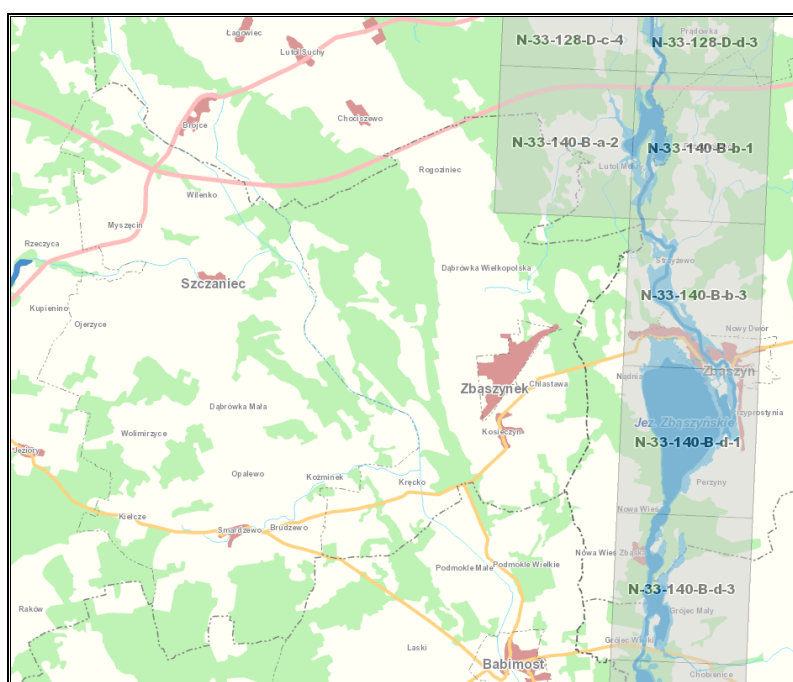 Łagowiec
N-33-128-D-c-4
Prądówka
N-33-128-D-d-3
Lutol Suchy
Brójce
Chociszewo
N-33-140-B-a-2
N-33-140-B-b-1
Rogoziniec
Wilenko
Myszęcin
Rzeczyca
Strzyżewo
Dąbrówka Wielkopolska
Szczaniec
Kupienino
Ojerzyce
N-33-140-B-b-3
Nowy Dwór
Zbąszyń
Nądnia
Zbąszynek
Chlastawa
Dąbrówka Mała
Przyprostynia
Jez. Zbąszyńskie
Kosieczyn
Wolimirzyce
N-33-140-B-d-1
Jeziory
Opalewo
Koźminek
Kręcko
Perzyny
Nowa Wieś
Kiełcze
Smardzewo
Brudzewo
Nowa Wieś Zbąski
Podmokle Małe
Podmokle Wielkie
N-33-140-B-d-3
Raków
Grójec Mały
Grójec Wielki
Laski
Babimost
Chobienice